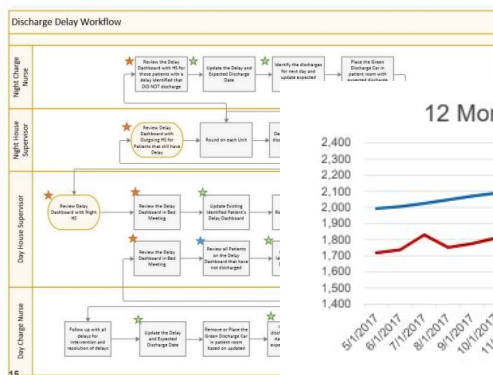 Discharge Delay Workflow
Night Charge
Nurse
Review the Delay
Dashboard with HS for
those patients with a
delay identified that
DID NOT discharge
Update the Delay and
Expected Discharge
Date
Identify the discharges
for next day and
update expected
Place the Green
Discharge Car in
patient room with
expected discharge
Night House
Supervisor
Review Delay
Dashboard with
Outgoing HS for
Patients that still have
Delay
Round on each Unit
Day House Supervisor
Review Delay
Dashboard with Night
HS
Review the Delay
Dashboard in Bed
Meeting
Update Existing
Identified Patient's
Delay Dashboard
Review the Delay
Dashboard in Bed
Meeting
Review all Patients
on the Delay
Dashboard that have
not discharged
Day Charge Nurse
Follow up with all
delays for
intervention and
resolution of delays
Update the Delay
and Expected
Discharge Date
Remove or Place the
Green Discharge Car
in patient room
based on updated
15
12 Mo
2,400
2,300
2,200
2,100
2,000
1,900
1,800
1,700
1,600
1,500
1,400
5/1/2017
6/1/2017
7/1/2017
8/1/2017
9/1/2017
10/1/2017